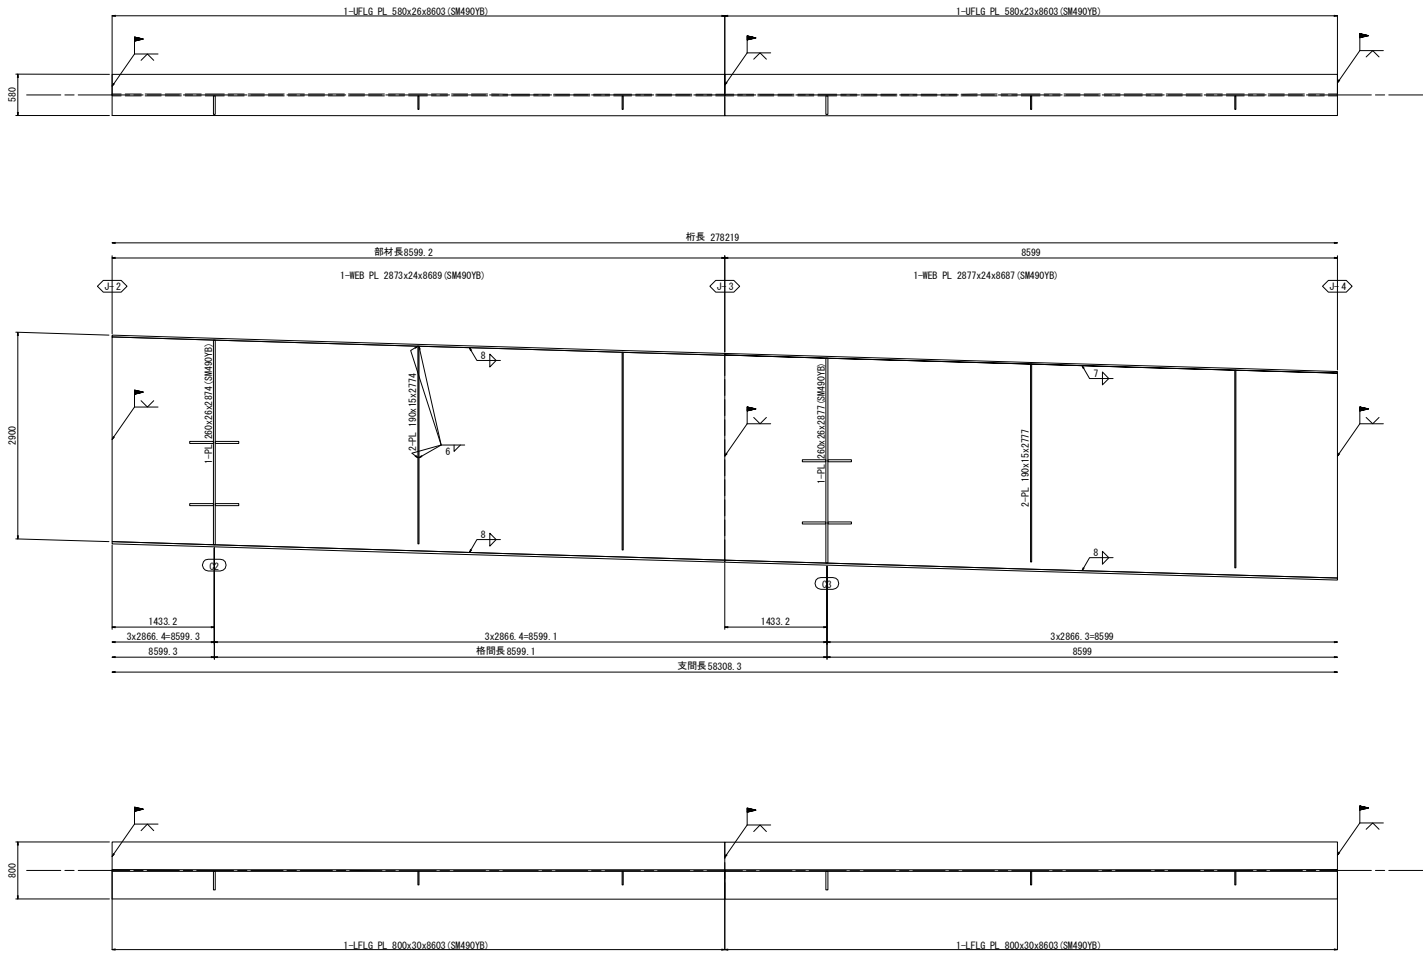 1-UFLG PL 580x26x8603(SM490YB)
1-UFLG PL 580x23x8603(SM490YB)
580
桁長 278219
部材長8599.2
8599
1-WEB PL 2873x24x8689(SM490YB)
1-WEB PL 2877x24x8687(SM490YB)
J-2
J-3
J-4
2900
1-PL 260x26x2874(SM490YB)
2-PL 190x15x2774
8
6
8
1-PL 260x26x2877(SM490YB)
2-PL 190x15x2777
7
8
C2
C3
1433.2
1433.2
3x2866.4=8599.3
3x2866.4=8599.1
3x2866.3=8599
8599.3
格間長8599.1
8599
支間長58308.3
800
1-LFLG PL 800x30x8603(SM490YB)
1-LFLG PL 800x30x8603(SM490YB)